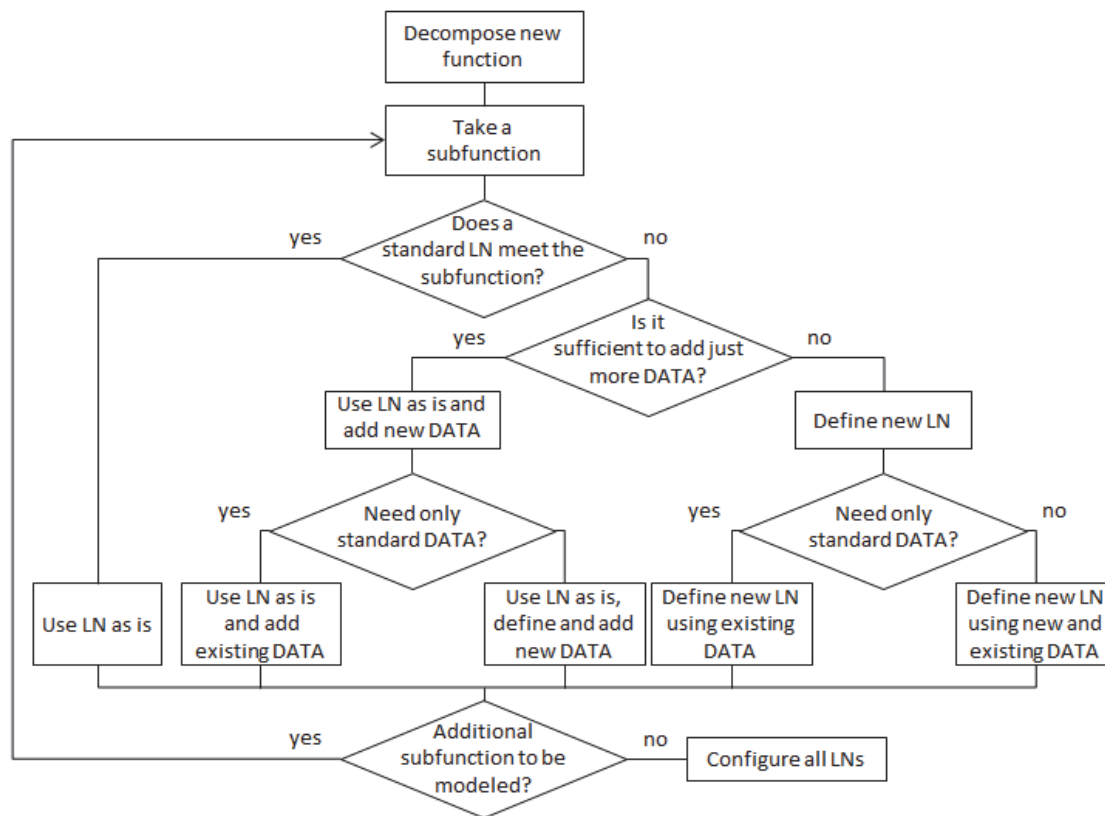 Decompose new
function
Take a
subfunction
Does a
standard LN meet the
subfunction?
yes
no
Is it
sufficient to add just
more DATA?
yes
no
Use LN as is and
add new DATA
Define new LN
Need only
standard DATA?
yes
Need only
standard DATA?
yes
no
Use LN as is
Use LN as is
and add
existing DATA
Use LN as is,
define and add
new DATA
Define new LN
using existing
DATA
Define new LN
using new and
existing DATA
Additional
subfunction to be
modeled?
yes
no
Configure all LNs